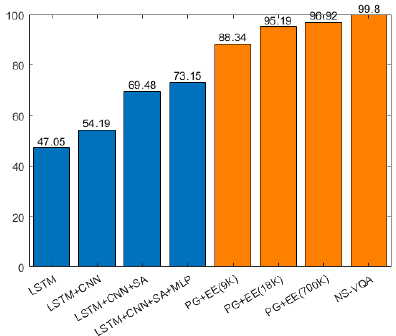 100
80
60
40
20
0
47.05
54.19
69.48
73.15
88.34
95.19
96.92
99.8
LSTM
LSTM+CNN
LSTM+CNN+SA
LSTM+CNN+SA+MLP
PG+EE(9K)
PG+EE(18K)
PG+EE(700K)
NS-VQA